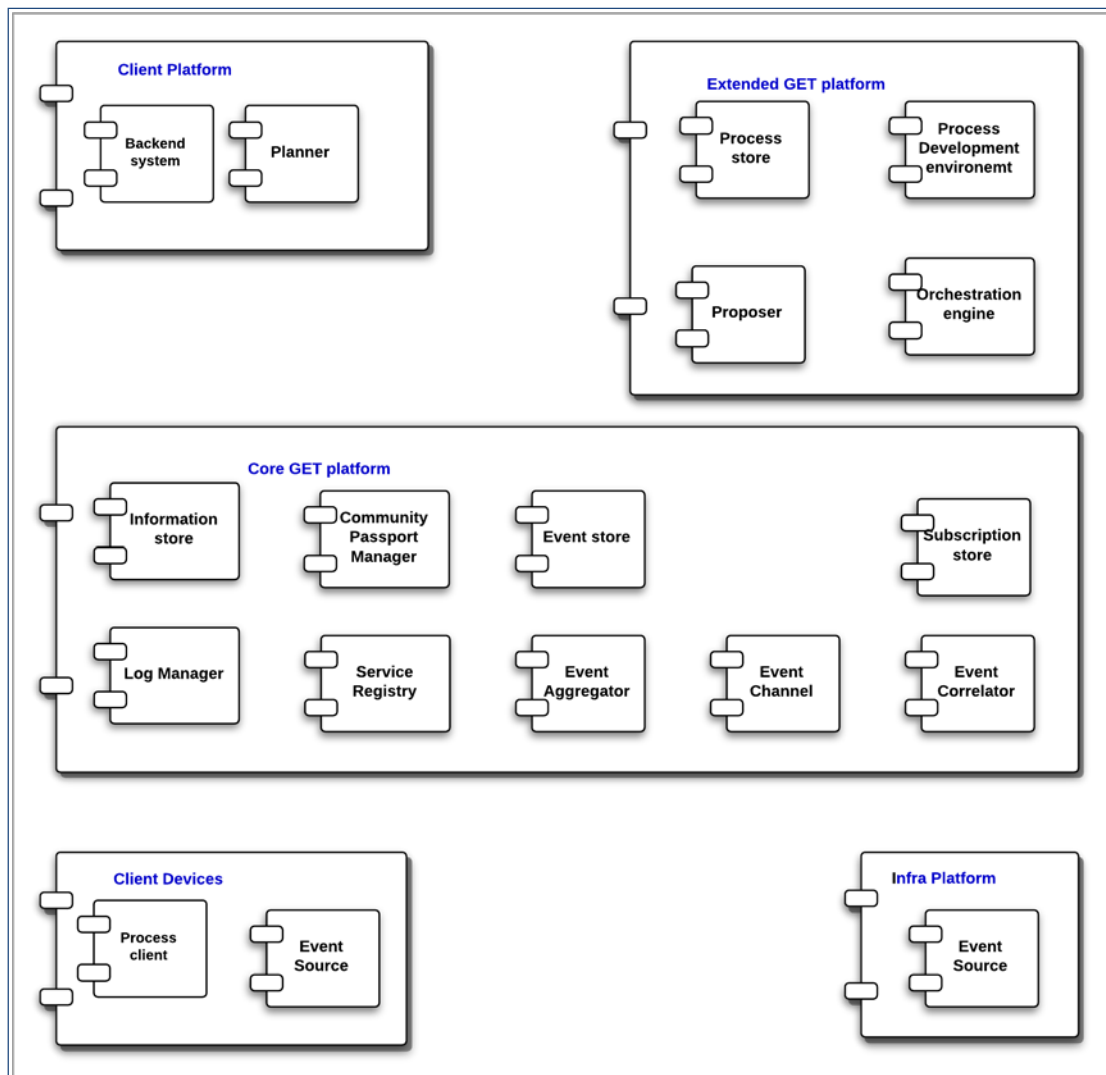 Client Platform
Backend
system
Planner
Extended GET platform
Process
store
Process
Development
environemt
Proposer
Orchestration
engine
Core GET platform
Information
store
Community
Passport
Manager
Event store
Subscription
store
Log Manager
Service
Registry
Event
Aggregator
Event
Channel
Event
Correlator
Client Devices
Process
client
Event
Source
Infra Platform
Event
Source